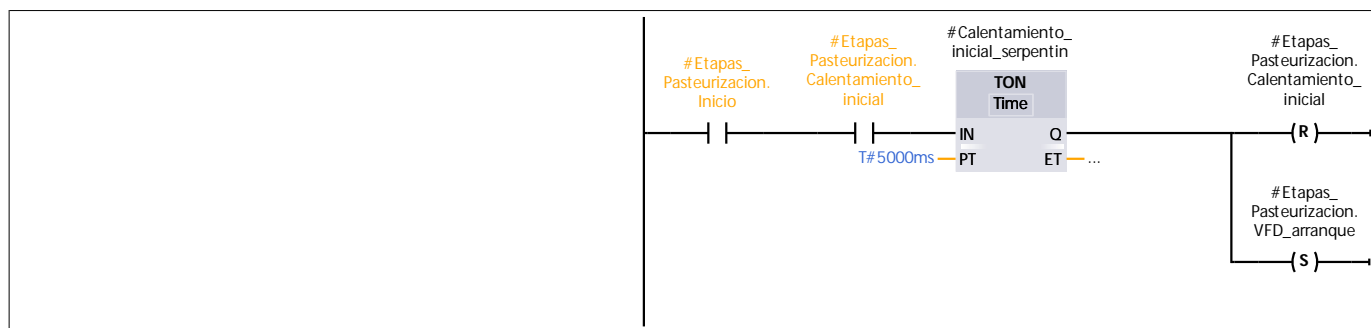 #Etapas_
Pasteurizacion.
Inicio
#Etapas_
Pasteurizacion.
Calentamiento_
inicial
#Calentamiento_
inicial_serpentin
TON
Time
IN
Q
T#5000ms
PT
ET
...
#Etapas_
Pasteurizacion.
Calentamiento_
inicial
( R )
#Etapas_
Pasteurizacion.
VFD_arranque
( S )